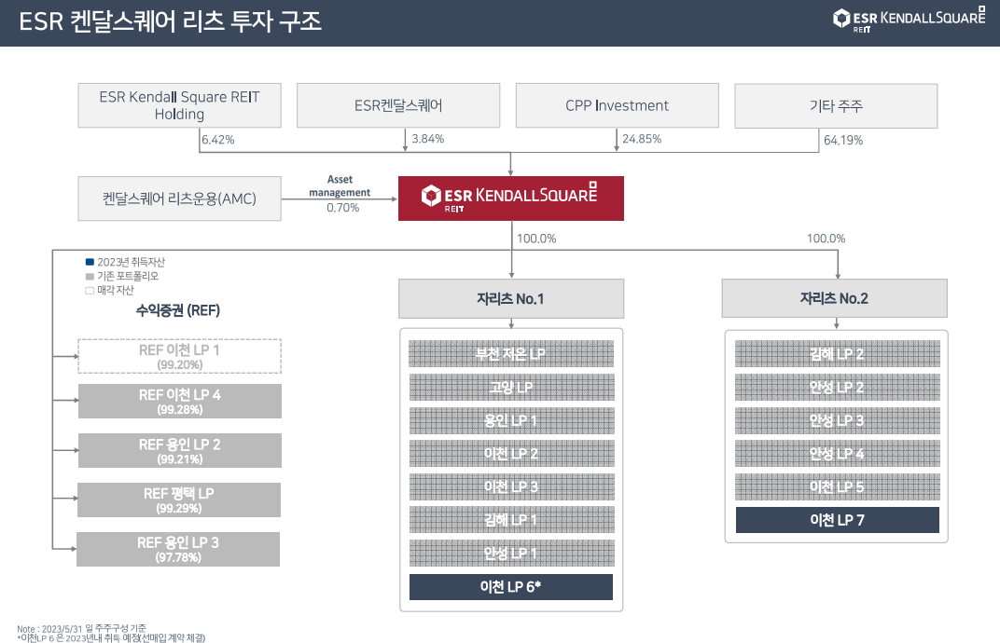 ESR 켄달스퀘어 리츠 투자 구조
ESR KENDALLSQUARE
REIT
ESR Kendall Square REIT
Holding
ESR켄달스퀘어
CPP Investment
기타 주주
6.42%
3.84%
24.85%
64.19%
켄달스퀘어 리츠운용(AMC)
Asset
management
0.70%
ESR KENDALLSQUARE
REIT
100.0%
100.0%
2023년 취득자산
기존 포트폴리오
매각 자산
수익증권 (REF)
REF 이천 LP 1
(99.20%)
REF 이천 LP 4
(99.28%)
REF 용인 LP 2
(99.21%)
REF 평택 LP
(99.29%)
REF 용인 LP 3
(97.78%)
자리츠 No.1
부천 저온 LP
고양 LP
용인 LP 1
이천 LP 2
이천 LP 3
김해 LP 1
안성 LP 1
이천 LP 6*
자리츠 No.2
김해 LP 2
안성 LP 2
안성 LP 3
안성 LP 4
이천 LP 5
이천 LP 7
Note : 2023/5/31 일 주주구성 기준
*이천LP 6 은 2023년내 취득 예정(선매입 계약 체결)